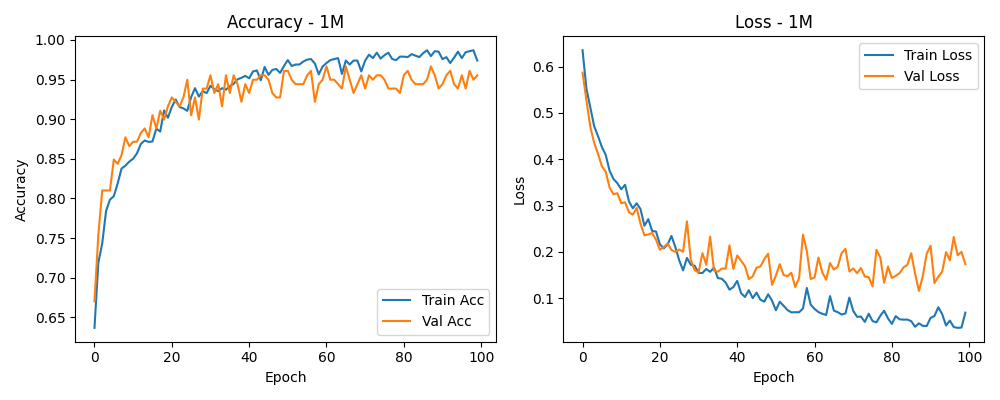 Accuracy - 1M
Accuracy
1.00
0.95
0.90
0.85
0.80
0.75
0.70
0.65
0
20
40
60
80
100
Epoch
Train Acc
Val Acc
Loss - 1M
Loss
0.6
0.5
0.4
0.3
0.2
0.1
0
20
40
60
80
100
Epoch
Train Loss
Val Loss